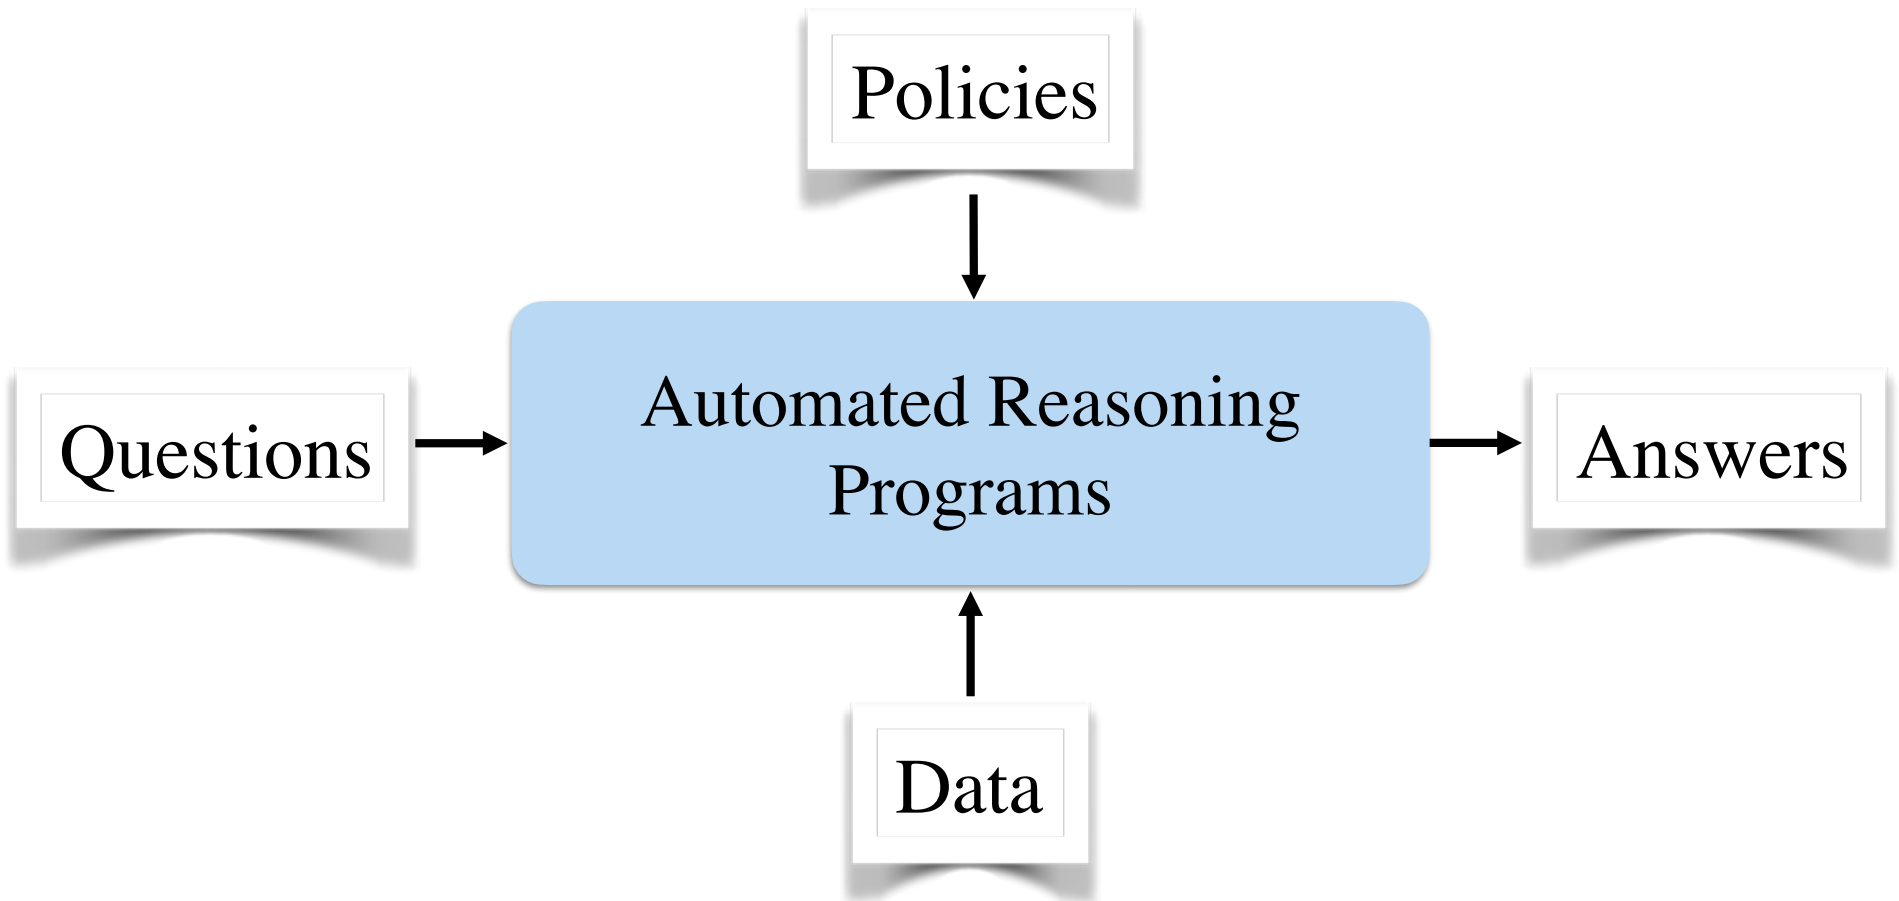 Policies
Questions
Automated Reasoning
Programs
Answers
Data